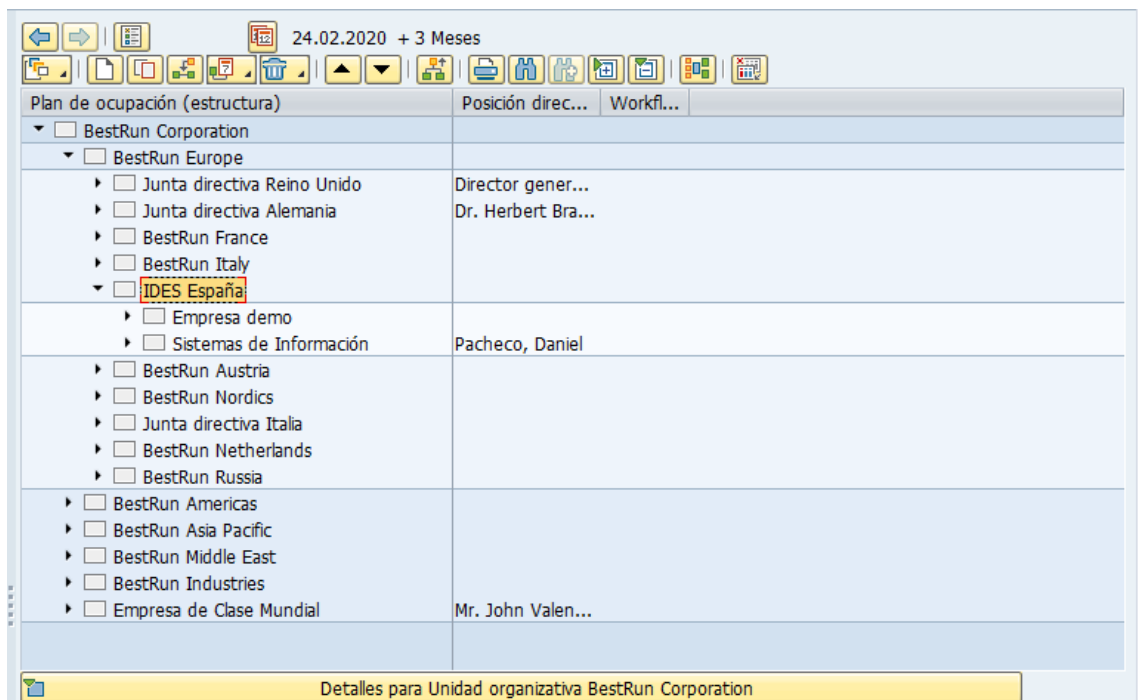 24.02.2020 + 3 Meses
Plan de ocupación (estructura) Posición direc... Workfl...
BestRun Corporation
BestRun Europe
Junta directiva Reino Unido Director gener...
Junta directiva Alemania Dr. Herbert Bra...
BestRun France
BestRun Italy
IDES España
Empresa demo
Sistemas de Información Pacheco, Daniel
BestRun Austria
BestRun Nordics
Junta directiva Italia
BestRun Netherlands
BestRun Russia
BestRun Americas
BestRun Asia Pacific
BestRun Middle East
BestRun Industries
Empresa de Clase Mundial Mr. John Valen...
Detalles para Unidad organizativa BestRun Corporation